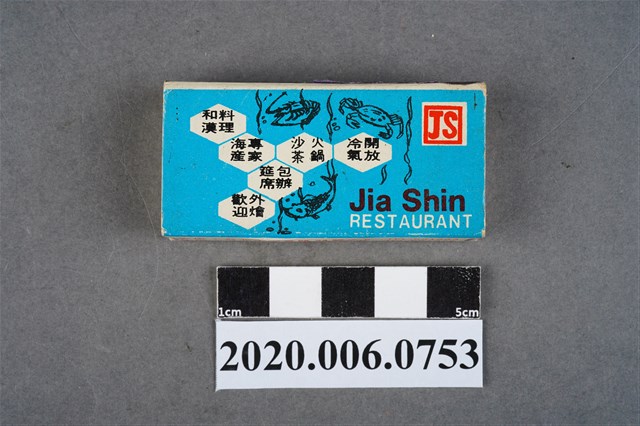 和料
漢理
海專
産家
沙火
茶鍋
冷開
氣放
筵包
席辦
歡外
迎燴
JS
Jia Shin
RESTAURANT
1cm
5cm
2020.006.0753